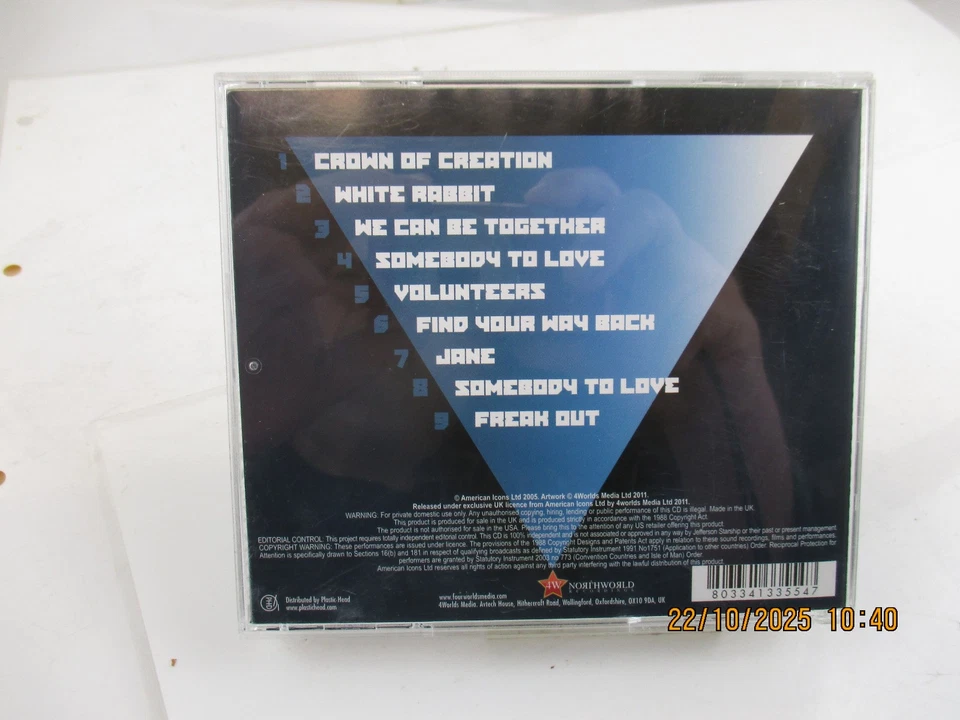 1 CROWN OF CREATION
2 WHITE RABBIT
3 WE CAN BE TOGETHER
4 SOMEBODY TO LOVE
5 VOLUNTEERS
6 FIND YOUR WAY BACK
7 JANE
8 SOMEBODY TO LOVE
9 FREAK OUT
© American Icons Ltd 2005. Artwork © 4Worlds Media Ltd 2011.
Released under exclusive UK licence from American Icons Ltd by 4worlds Media Ltd 2011.
WARNING: For private domestic use only. Any unauthorised copying, hiring, lending or public performance of this CD is illegal. Made in the UK.
This product is produced for sale in the UK and is produced strictly in accordance with the 1988 Copyright Act.
The product is not authorised for sale in the USA. Please bring this to the attention of any US retailer offering this product
EDITORIAL CONTROL: This project requires totally independent editorial control. This CD is 100% independent and is not associated or approved in any way by Jefferson Starship or their past or present management.
COPYRIGHT WARNING: These performances are issued under licence. The provisions of the 1988 Copyright Designs and Patents Act apply in relation to these sound recordings, films and performances.
Attention is specifically drawn to Sections 16(b) and 181 in respect of qualifying broadcasts as defined by Statutory Instrument 1991 No1751 (Application to other countries) Order. Reciprocal Protection for
performers are granted by Statutory Instrument 2003 no 773 (Convention Countries and Isle of Man) Order.
American Icons Ltd reserves all rights of action against any third party interfering with the lawful distribution of this product.
4W NORTHWORLD
RECORDINGS
PHD
Distributed by Plastic Head
www.plastichead.com
www.fourworldsmedia.com
4Worlds Media. Avtech House, Hithercroft Road, Wallingford, Oxfordshire, OX10 9DA, UK
803341335547
22/10/2025 10:40